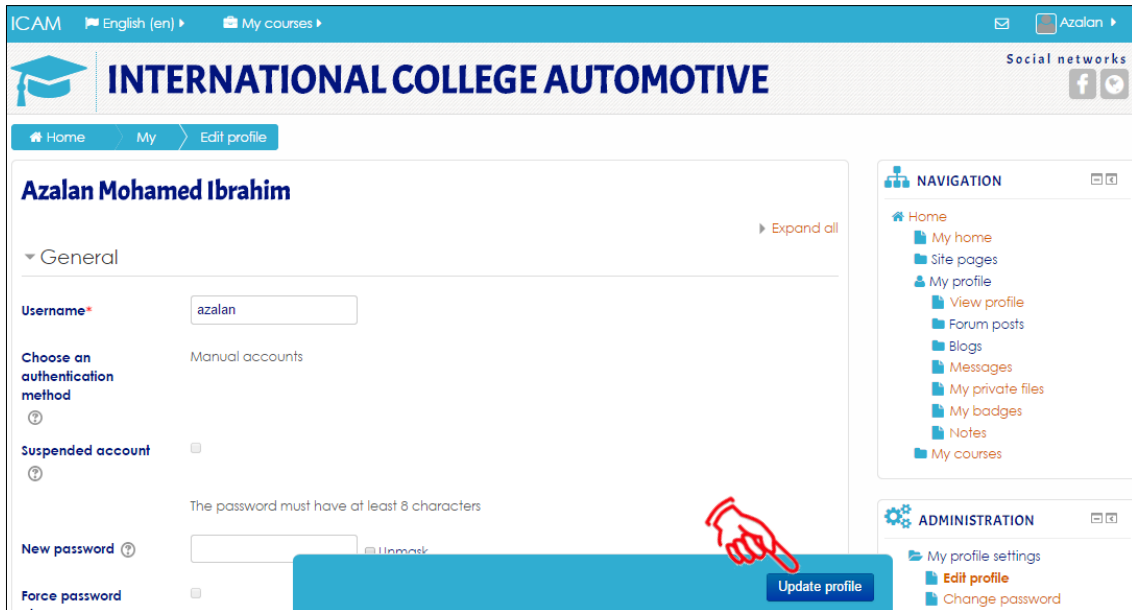 ICAM English (en) My courses Azalan
INTERNATIONAL COLLEGE AUTOMOTIVE
Social networks
Home My Edit profile
Azalan Mohamed Ibrahim
Expand all
General
Username*
azalan
Choose an
authentication
method
Manual accounts
Suspended account
The password must have at least 8 characters
New password
Unmask
Force password
Update profile
NAVIGATION
Home
My home
Site pages
My profile
View profile
Forum posts
Blogs
Messages
My private files
My badges
Notes
My courses
ADMINISTRATION
My profile settings
Edit profile
Change password